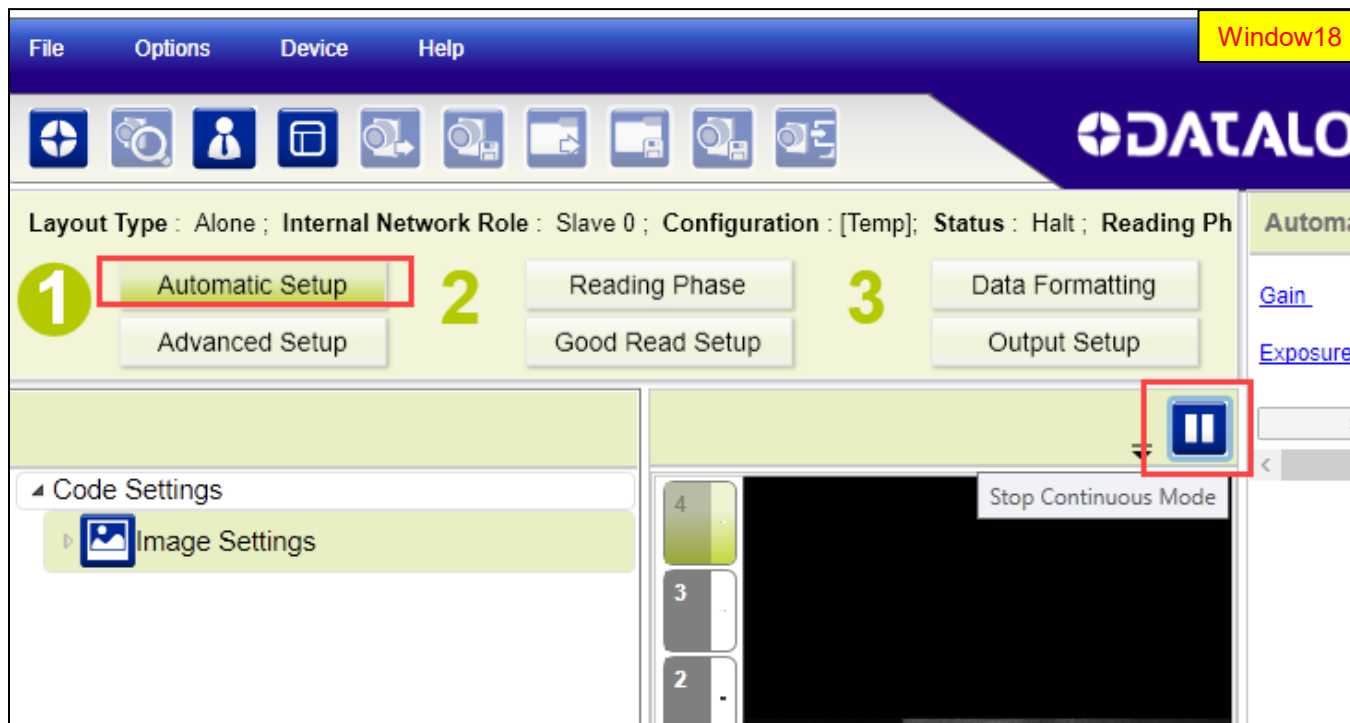 File Options Device Help
Window18
DATALO
Layout Type : Alone ; Internal Network Role : Slave 0 ; Configuration : [Temp]; Status : Halt ; Reading Ph
Automa
1 Automatic Setup 2 Reading Phase 3 Data Formatting
Gain
Advanced Setup Good Read Setup Output Setup
Exposure
Code Settings
Stop Continuous Mode
4
Image Settings
3
2